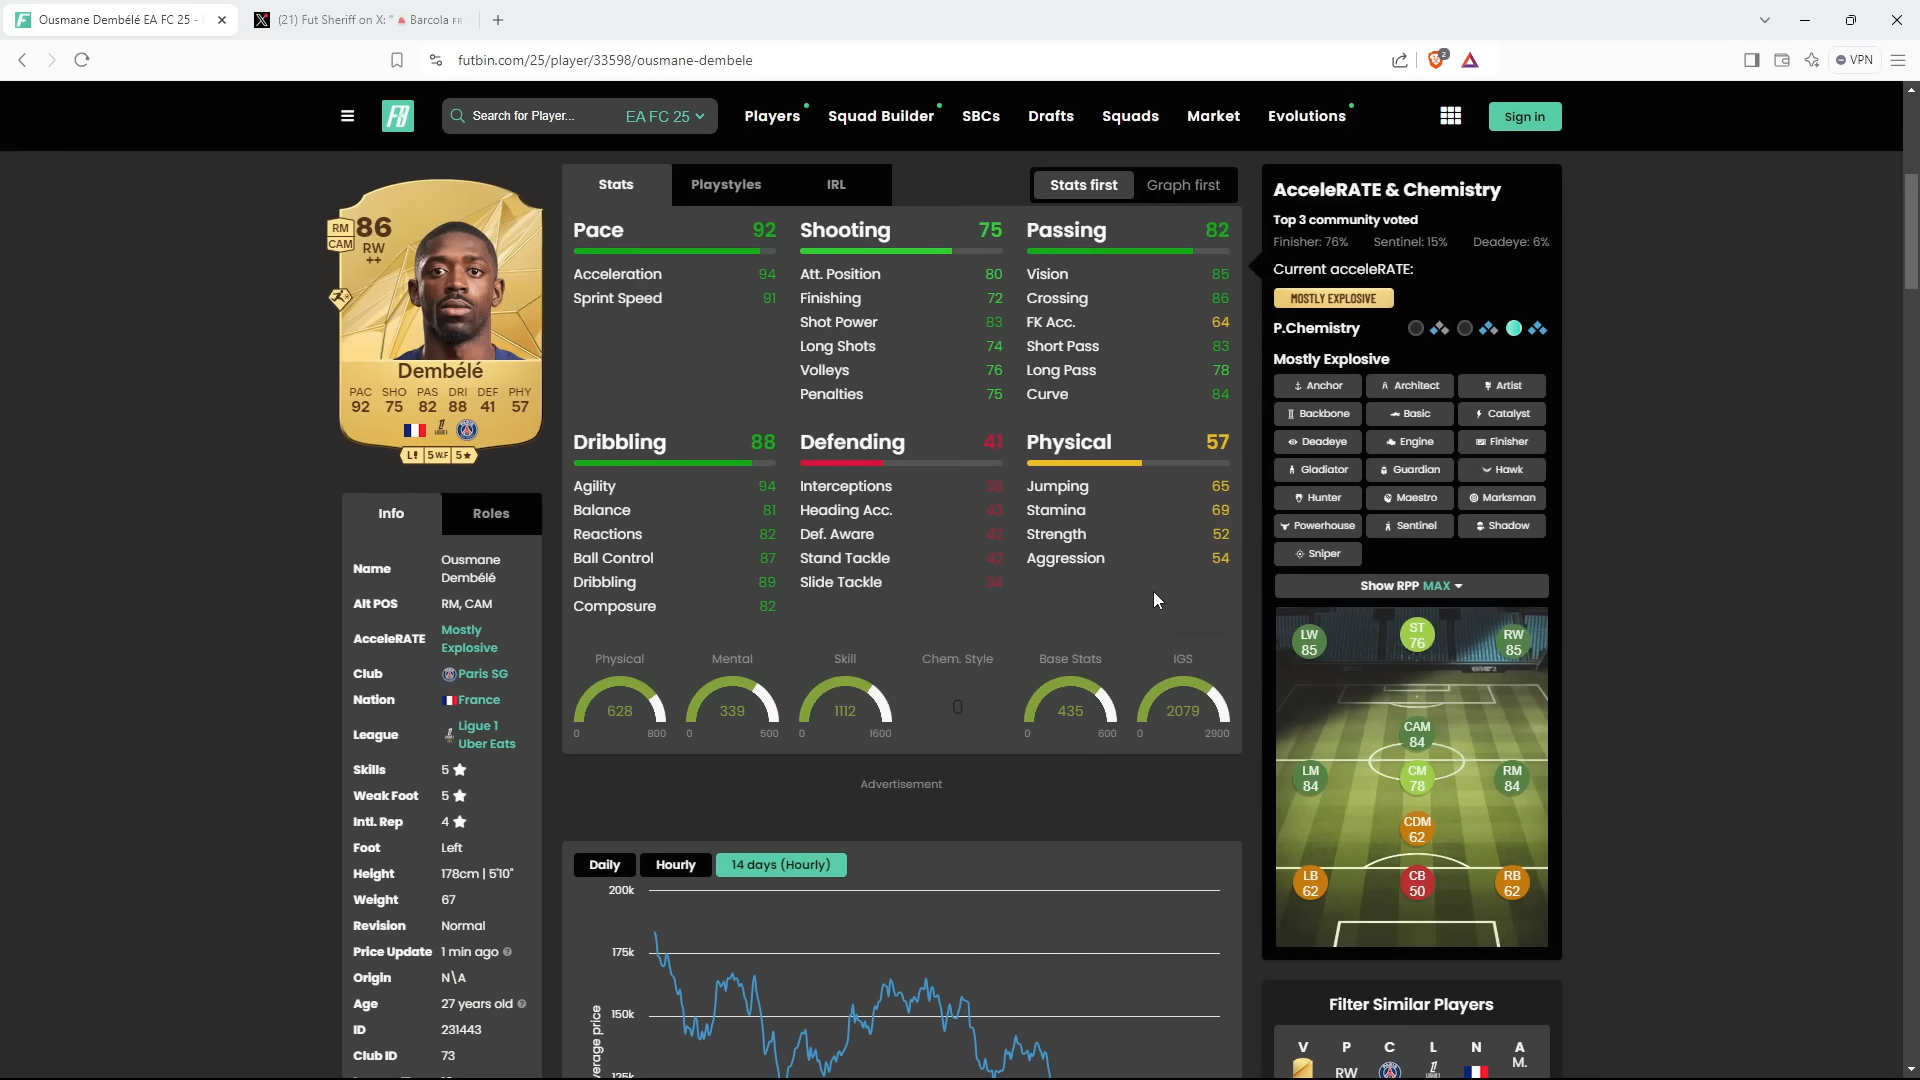 Ousmane Dembélé EA FC 25 -
(21) Fut Sheriff on X: "🚨 Barcola FR
futbin.com/25/player/33598/ousmane-dembele
2
VPN
Search for Player...
EA FC 25
Players
Squad Builder
SBCs
Drafts
Squads
Market
Evolutions
Sign in
RM
CAM
86
RW
++
Dembélé
PAC SHO PAS DRI DEF PHY
92 75 82 88 41 57
5 W.F
5★
Info
Roles
Name Ousmane
Dembélé
Alt POS RM, CAM
AcceleRATE Mostly
Explosive
Club Paris SG
Nation France
League Ligue 1
Uber Eats
Skills 5 ★
Weak Foot 5 ★
Intl. Rep 4 ★
Foot Left
Height 178cm | 5'10"
Weight 67
Revision Normal
Price Update 1 min ago
Origin N\A
Age 27 years old
ID 231443
Club ID 73
Stats
Playstyles
IRL
Stats first
Graph first
Pace 92
Acceleration 94
Sprint Speed 91
Shooting 75
Att. Position 80
Finishing 72
Shot Power 83
Long Shots 74
Volleys 76
Penalties 75
Passing 82
Vision 85
Crossing 86
FK Acc. 64
Short Pass 83
Long Pass 78
Curve 84
Dribbling 88
Agility 94
Balance 81
Reactions 82
Ball Control 87
Dribbling 89
Composure 82
Defending 41
Interceptions 38
Heading Acc. 43
Def. Aware 42
Stand Tackle 42
Slide Tackle 34
Physical 57
Jumping 65
Stamina 69
Strength 52
Aggression 54
Physical
628
0 800
Mental
339
0 500
Skill
1112
0 1600
Chem. Style
0
Base Stats
435
0 600
IGS
2079
0 2900
Advertisement
Daily
Hourly
14 days (Hourly)
200k
175k
150k
125k
verage price
AcceleRATE & Chemistry
Top 3 community voted
Finisher: 76% Sentinel: 15% Deadeye: 6%
Current acceleRATE:
MOSTLY EXPLOSIVE
P.Chemistry
Mostly Explosive
Anchor
Architect
Artist
Backbone
Basic
Catalyst
Deadeye
Engine
Finisher
Gladiator
Guardian
Hawk
Hunter
Maestro
Marksman
Powerhouse
Sentinel
Shadow
Sniper
Show RPP MAX
LW
85
ST
76
RW
85
CAM
84
LM
84
CM
78
RM
84
CDM
62
LB
62
CB
50
RB
62
Filter Similar Players
V P C L N A
RW
M.